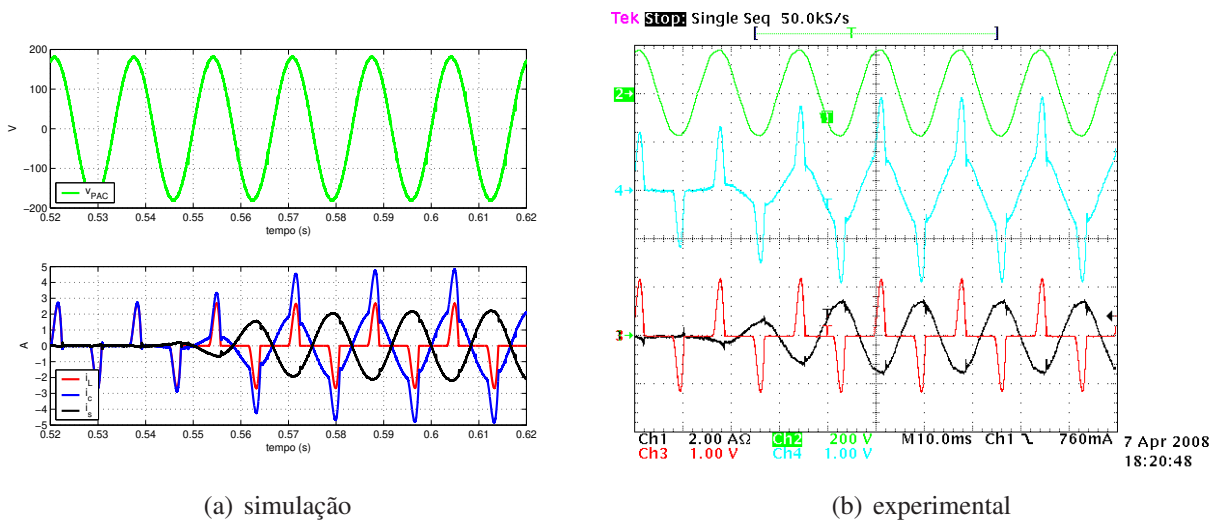 200
100
0
−100
−200
V
v_PAC
0.52 0.53 0.54 0.55 0.56 0.57 0.58 0.59 0.6 0.61 0.62
tempo (s)
5
4
3
2
1
0
−1
−2
−3
−4
−5
A
i_L
i_c
i_s
0.52 0.53 0.54 0.55 0.56 0.57 0.58 0.59 0.6 0.61 0.62
tempo (s)
(a) simulação
Tek Stop: Single Seq 50.0kS/s
[ T ]
2
4
3
Ch1 2.00 AΩ Ch2 200 V M10.0ms Ch1 760mA
Ch3 1.00 V Ch4 1.00 V
7 Apr 2008
18:20:48
(b) experimental